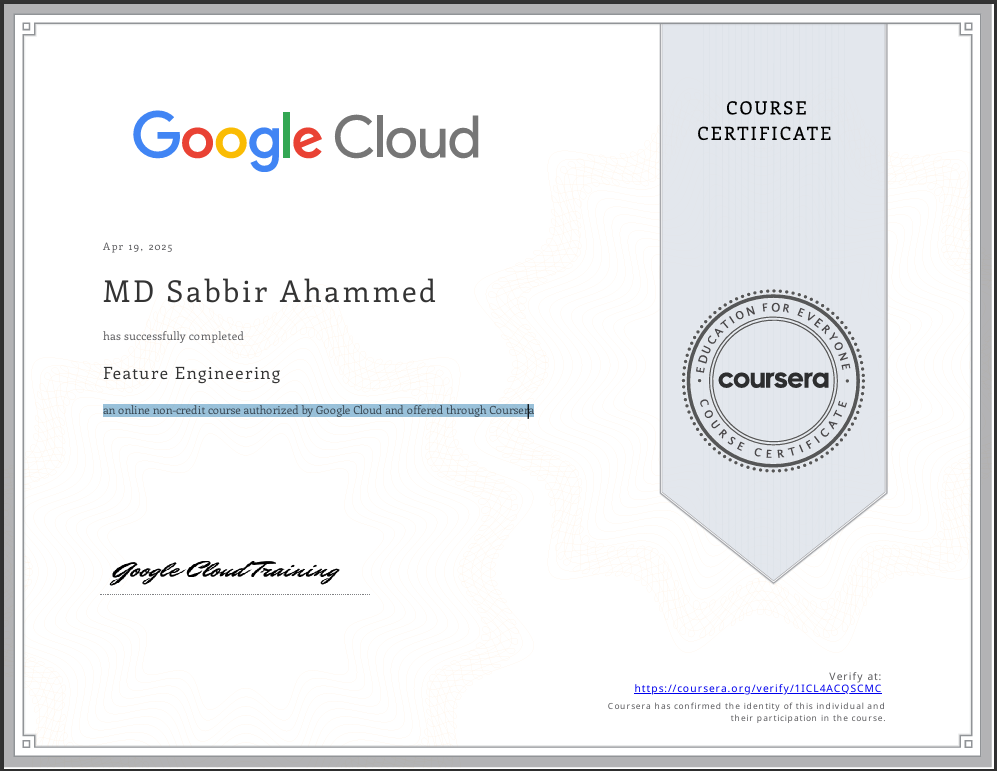 Google Cloud
COURSE
CERTIFICATE
Apr 19, 2025
MD Sabbir Ahammed
has successfully completed
Feature Engineering
an online non-credit course authorized by Google Cloud and offered through Coursera
EDUCATION FOR EVERYONE
coursera
COURSE CERTIFICATE
Google Cloud Training
Verify at:
https://coursera.org/verify/1ICL4ACQSCMC
Coursera has confirmed the identity of this individual and
their participation in the course.